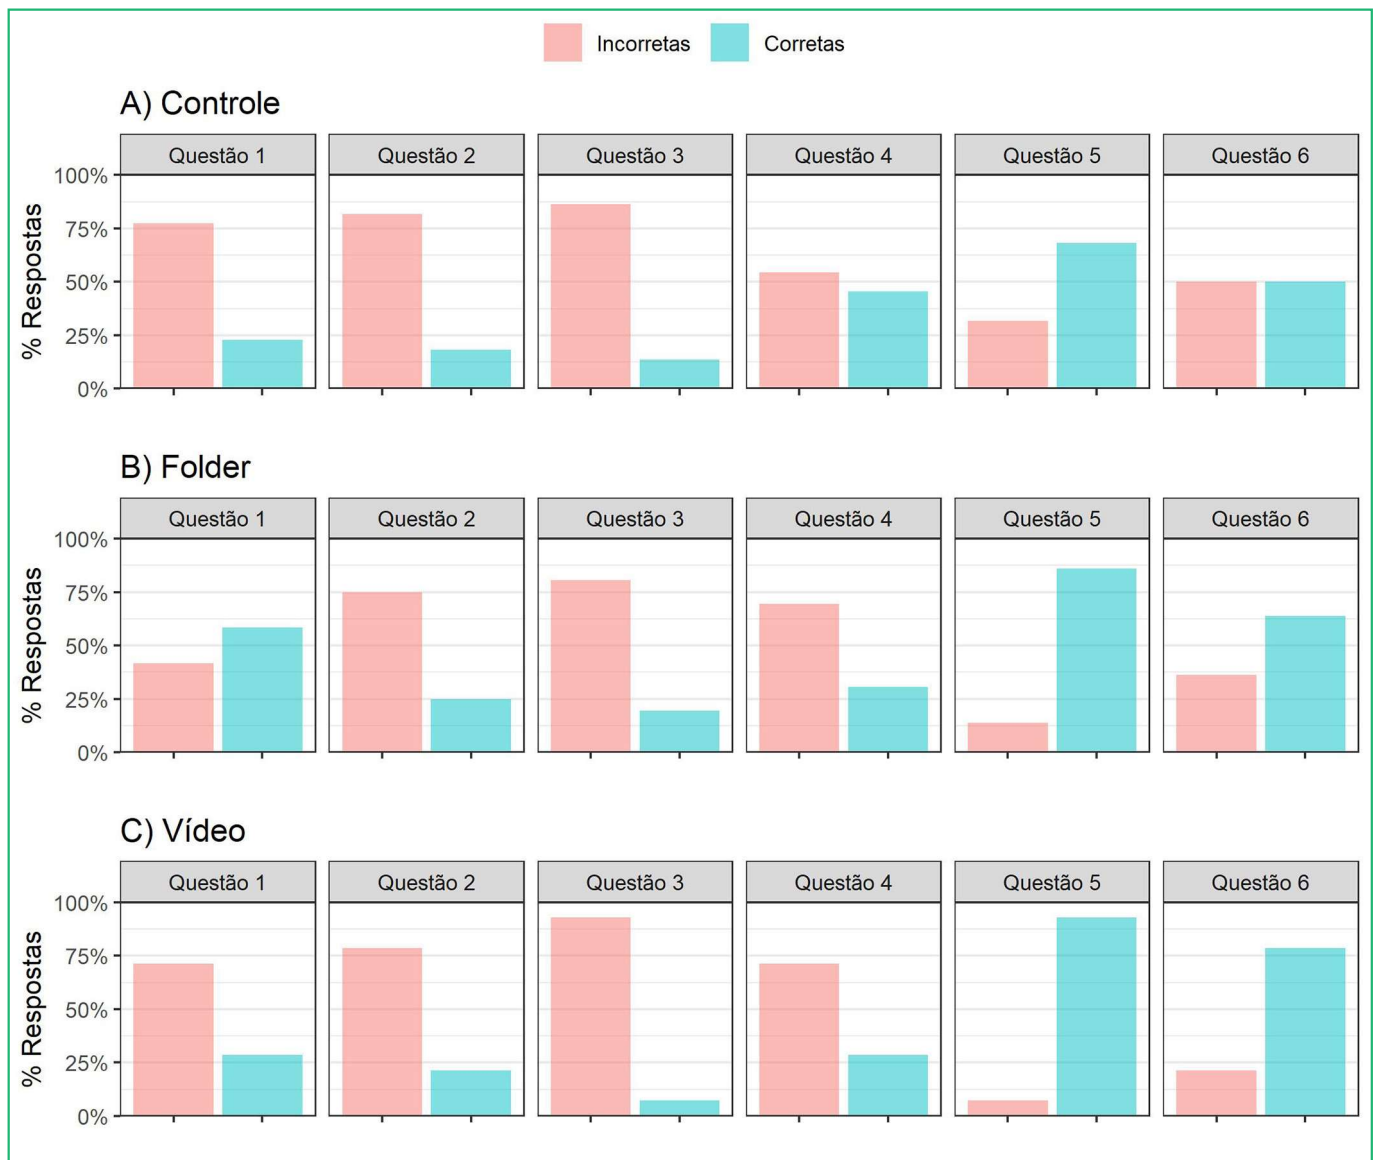 Incorretas Corretas
A) Controle
Questão 1 Questão 2 Questão 3 Questão 4 Questão 5 Questão 6
% Respostas
100%
75%
50%
25%
0%
B) Folder
Questão 1 Questão 2 Questão 3 Questão 4 Questão 5 Questão 6
% Respostas
100%
75%
50%
25%
0%
C) Vídeo
Questão 1 Questão 2 Questão 3 Questão 4 Questão 5 Questão 6
% Respostas
100%
75%
50%
25%
0%